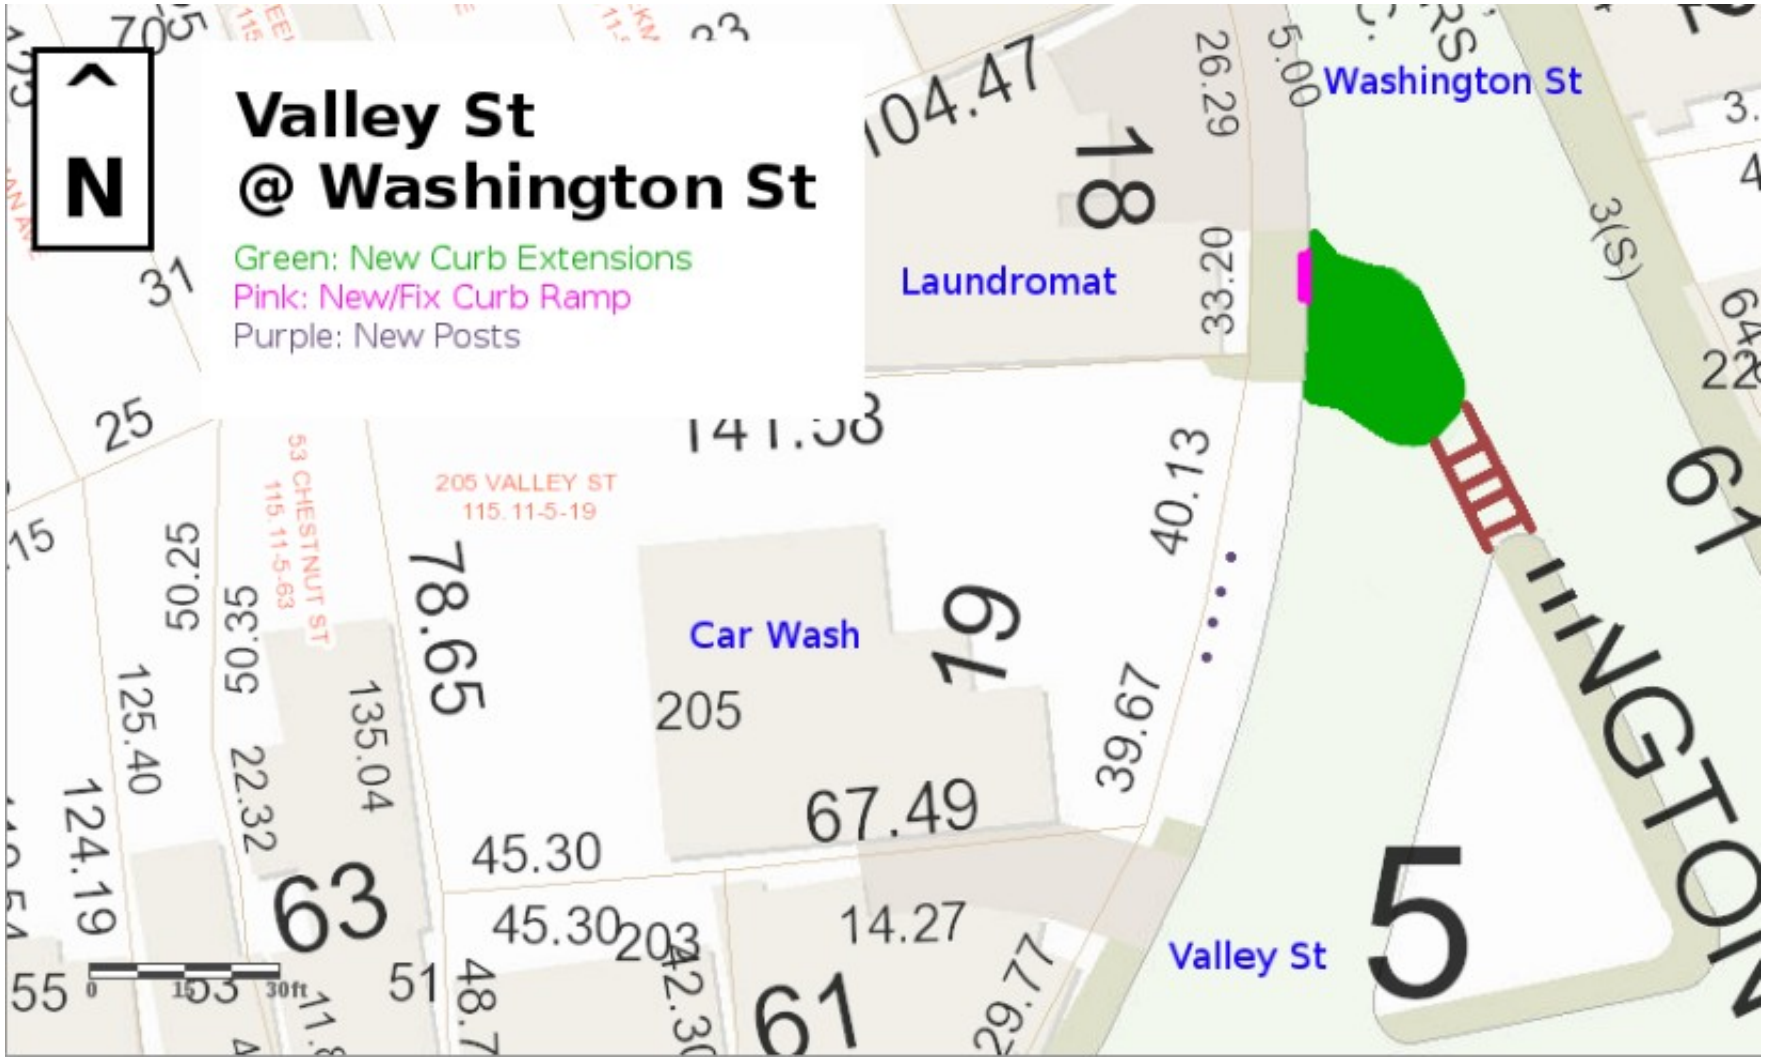 ^
N
Valley St
@ Washington St
Green: New Curb Extensions
Pink: New/Fix Curb Ramp
Purple: New Posts
33
104.47
26.29
5.00
Washington St
18
3(S)
31
Laundromat
33.20
25
141.58
40.13
53 CHESTNUT ST
115.11-5-63
205 VALLEY ST
115.11-5-19
50.25
50.35
78.65
19
Car Wash
205
61
125.40
135.04
39.67
22.32
124.19
67.49
45.30
63
45.30
203
14.27
5
Valley St
55
53
51
42.30
61
29.77
0
15
30ft